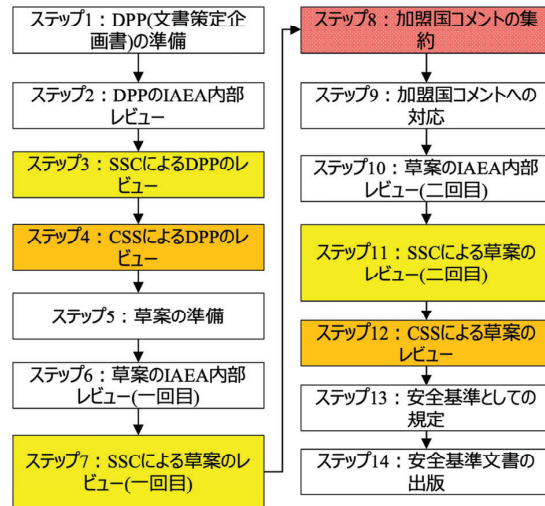 ステップ1：DPP(文書策定企
画書)の準備
ステップ2：DPPのIAEA内部
レビュー
ステップ3：SSCによるDPPのレ
ビュー
ステップ4：CSSによるDPPのレ
ビュー
ステップ5：草案の準備
ステップ6：草案のIAEA内部
レビュー(一回目)
ステップ7：SSCによる草案のレ
ビュー(一回目)
ステップ8：加盟国コメントの集
約
ステップ9：加盟国コメントへの
対応
ステップ10：草案のIAEA内部
レビュー(二回目)
ステップ11：SSCによる草案の
レビュー(二回目)
ステップ12：CSSによる草案の
レビュー
ステップ13：安全基準としての
規定
ステップ14：安全基準文書の
出版